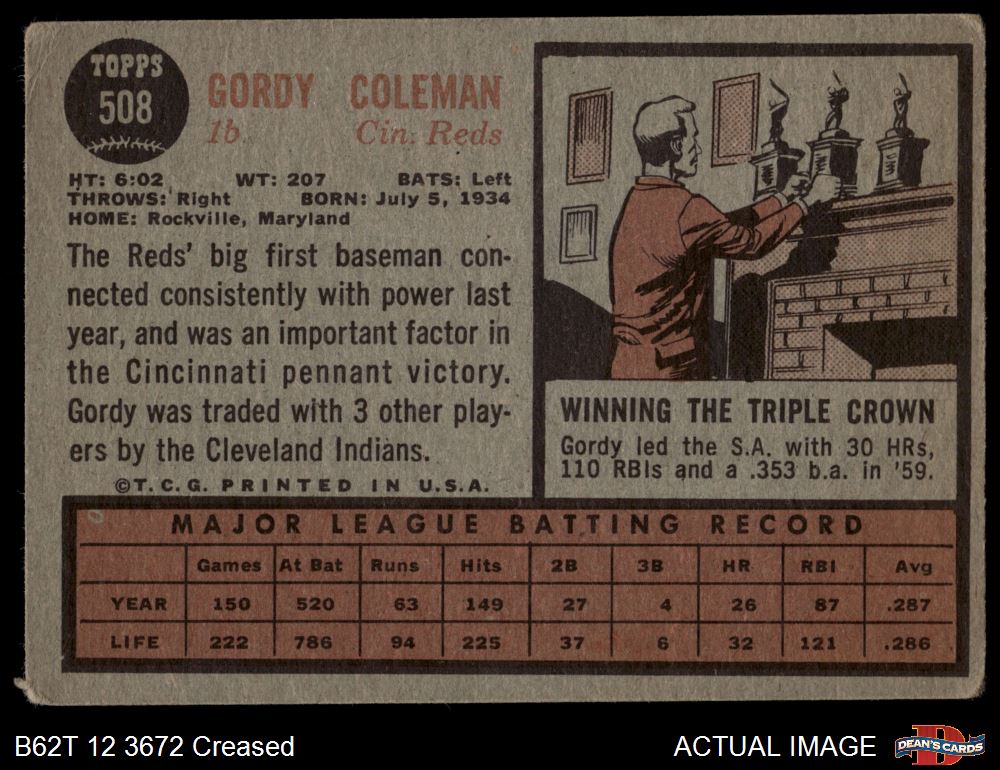 TOPPS
508
GORDY COLEMAN
1b. Cin. Reds
HT: 6:02 WT: 207 BATS: Left
THROWS: Right BORN: July 5, 1934
HOME: Rockville, Maryland
The Reds' big first baseman con-
nected consistently with power last
year, and was an important factor in
the Cincinnati pennant victory.
Gordy was traded with 3 other play-
ers by the Cleveland Indians.
©T.C.G. PRINTED IN U.S.A.
WINNING THE TRIPLE CROWN
Gordy led the S.A. with 30 HRs,
110 RBIs and a .353 b.a. in '59.
MAJOR LEAGUE BATTING RECORD
Games At Bat Runs Hits 2B 3B HR RBI Avg
YEAR 150 520 63 149 27 4 26 87 .287
LIFE 222 786 94 225 37 6 32 121 .286
B62T 12 3672 Creased
ACTUAL IMAGE
DEAN'S CARDS